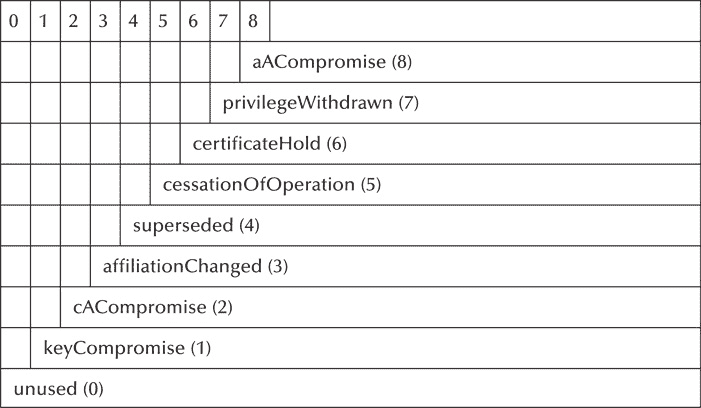 0 1 2 3 4 5 6 7 8
aACompromise (8)
privilegeWithdrawn (7)
certificateHold (6)
cessationOfOperation (5)
superseded (4)
affiliationChanged (3)
cACompromise (2)
keyCompromise (1)
unused (0)